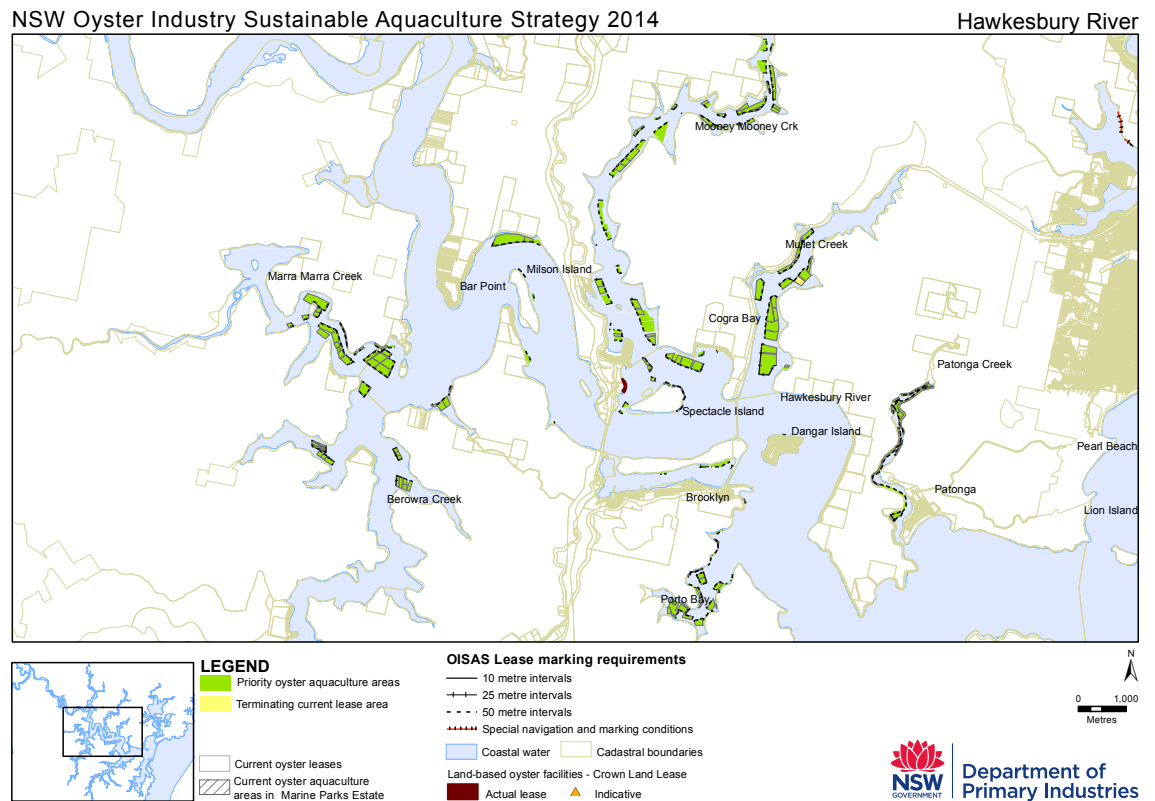 NSW Oyster Industry Sustainable Aquaculture Strategy 2014
Hawkesbury River
Mooney Mooney Crk
Mullet Creek
Marra Marra Creek
Milson Island
Bar Point
Cogra Bay
Patonga Creek
Hawkesbury River
Spectacle Island
Dangar Island
Pearl Beach
Patonga
Brooklyn
Berowra Creek
Lion Island
Porto Bay
LEGEND
Priority oyster aquaculture areas
Terminating current lease area
Current oyster leases
Current oyster aquaculture
areas in Marine Parks Estate
OISAS Lease marking requirements
10 metre intervals
25 metre intervals
50 metre intervals
Special navigation and marking conditions
Coastal water
Cadastral boundaries
Land-based oyster facilities - Crown Land Lease
Actual lease
Indicative
N
0 1,000
Metres
NSW
GOVERNMENT
Department of
Primary Industries